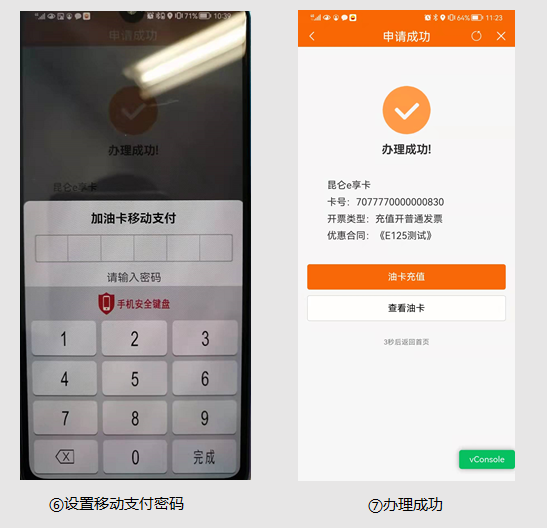 71% 10:39
申请成功
办理成功!
昆仑e享卡
加油卡移动支付
请输入密码
手机安全键盘
1 2 3
4 5 6
7 8 9
0 完成
⑥设置移动支付密码
64% 11:23
申请成功
办理成功!
昆仑e享卡
卡号：7077770000000830
开票类型：充值开普通发票
优惠合同：《E125测试》
油卡充值
查看油卡
3秒后返回首页
vConsole
⑦办理成功